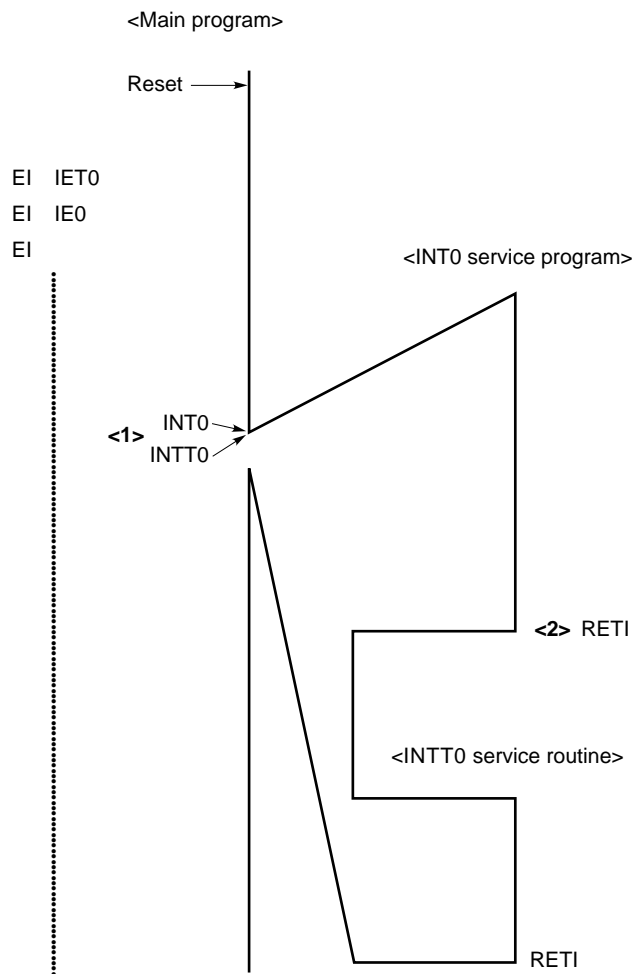 <Main program>
Reset
EI IET0
EI IE0
EI
<INT0 service program>
INT0
<1>
INTT0
<2> RETI
<INTT0 service routine>
RETI